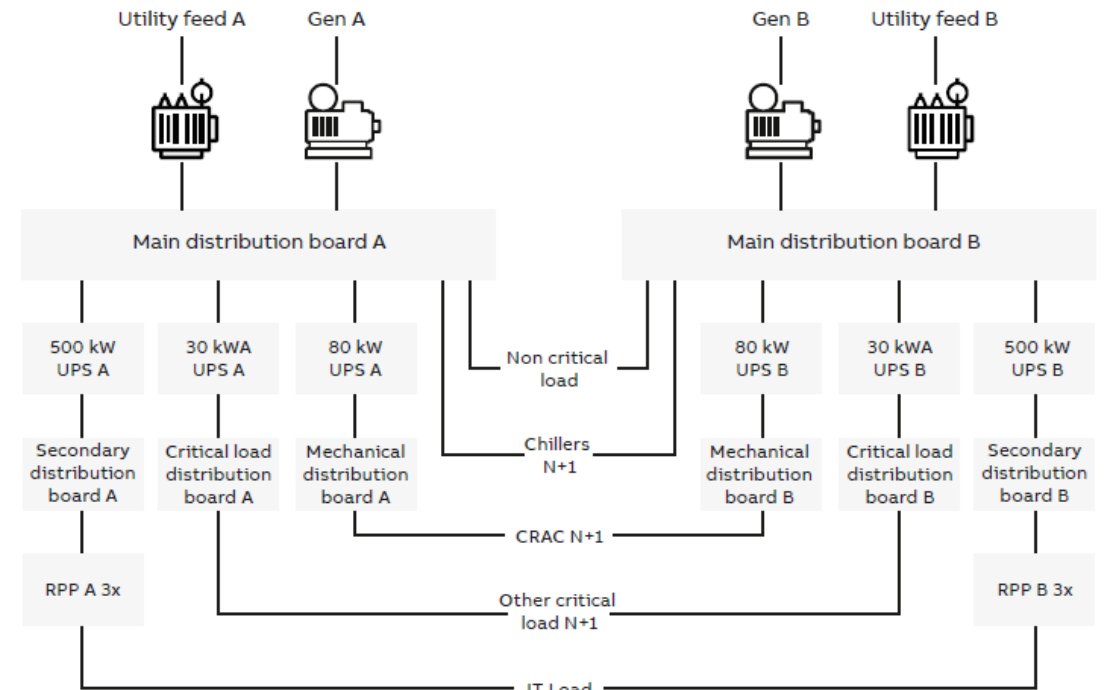 Utility feed A
Gen A
Gen B
Utility feed B
Main distribution board A
Main distribution board B
500 kW
UPS A
30 kWA
UPS A
80 kW
UPS A
Non critical
load
80 kW
UPS B
30 kWA
UPS B
500 kW
UPS B
Secondary
distribution
board A
Critical load
distribution
board A
Mechanical
distribution
board A
Chillers
N+1
Mechanical
distribution
board B
Critical load
distribution
board B
Secondary
distribution
board B
CRAC N+1
RPP A 3x
Other critical
load N+1
RPP B 3x
IT Load